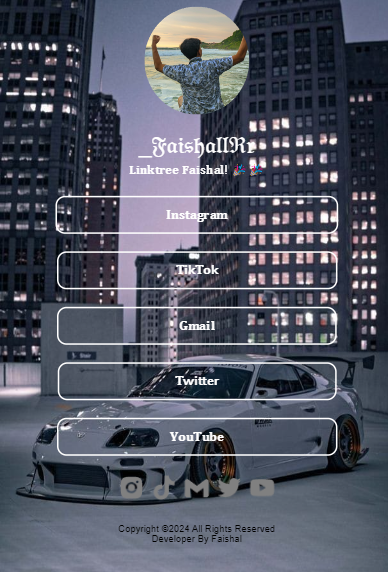 _𝔉𝔞𝔦𝔰𝔥𝔞𝔩𝔩ℜ𝔯
Linktree Faishal! 🎉 🎉
Instagram
TikTok
Gmail
Twitter
YouTube
Copyright ©2024 All Rights Reserved
Developer By Faishal